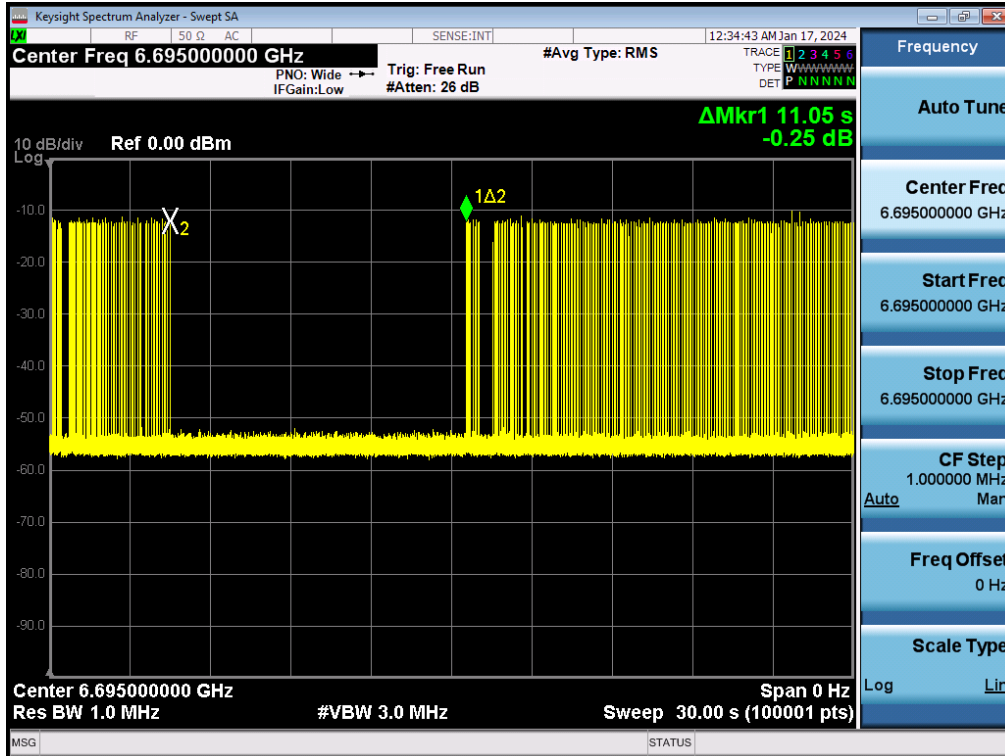 Keysight Spectrum Analyzer - Swept SA
LXI RF 50 Ω AC SENSE:INT 12:34:43 AM Jan 17, 2024
Center Freq 6.695000000 GHz
PNO: Wide
IFGain:Low
Trig: Free Run
#Atten: 26 dB
#Avg Type: RMS
TRACE 1 2 3 4 5 6
TYPE WWWWWW
DET P N N N N N
ΔMkr1 11.05 s
-0.25 dB
10 dB/div Ref 0.00 dBm
Log
1Δ2
X2
-10.0
-20.0
-30.0
-40.0
-50.0
-60.0
-70.0
-80.0
-90.0
Center 6.695000000 GHz Span 0 Hz
Res BW 1.0 MHz #VBW 3.0 MHz Sweep 30.00 s (100001 pts)
MSG STATUS
Frequency
Auto Tune
Center Freq
6.695000000 GHz
Start Freq
6.695000000 GHz
Stop Freq
6.695000000 GHz
CF Step
1.000000 MHz
Auto Man
Freq Offset
0 Hz
Scale Type
Log Lin